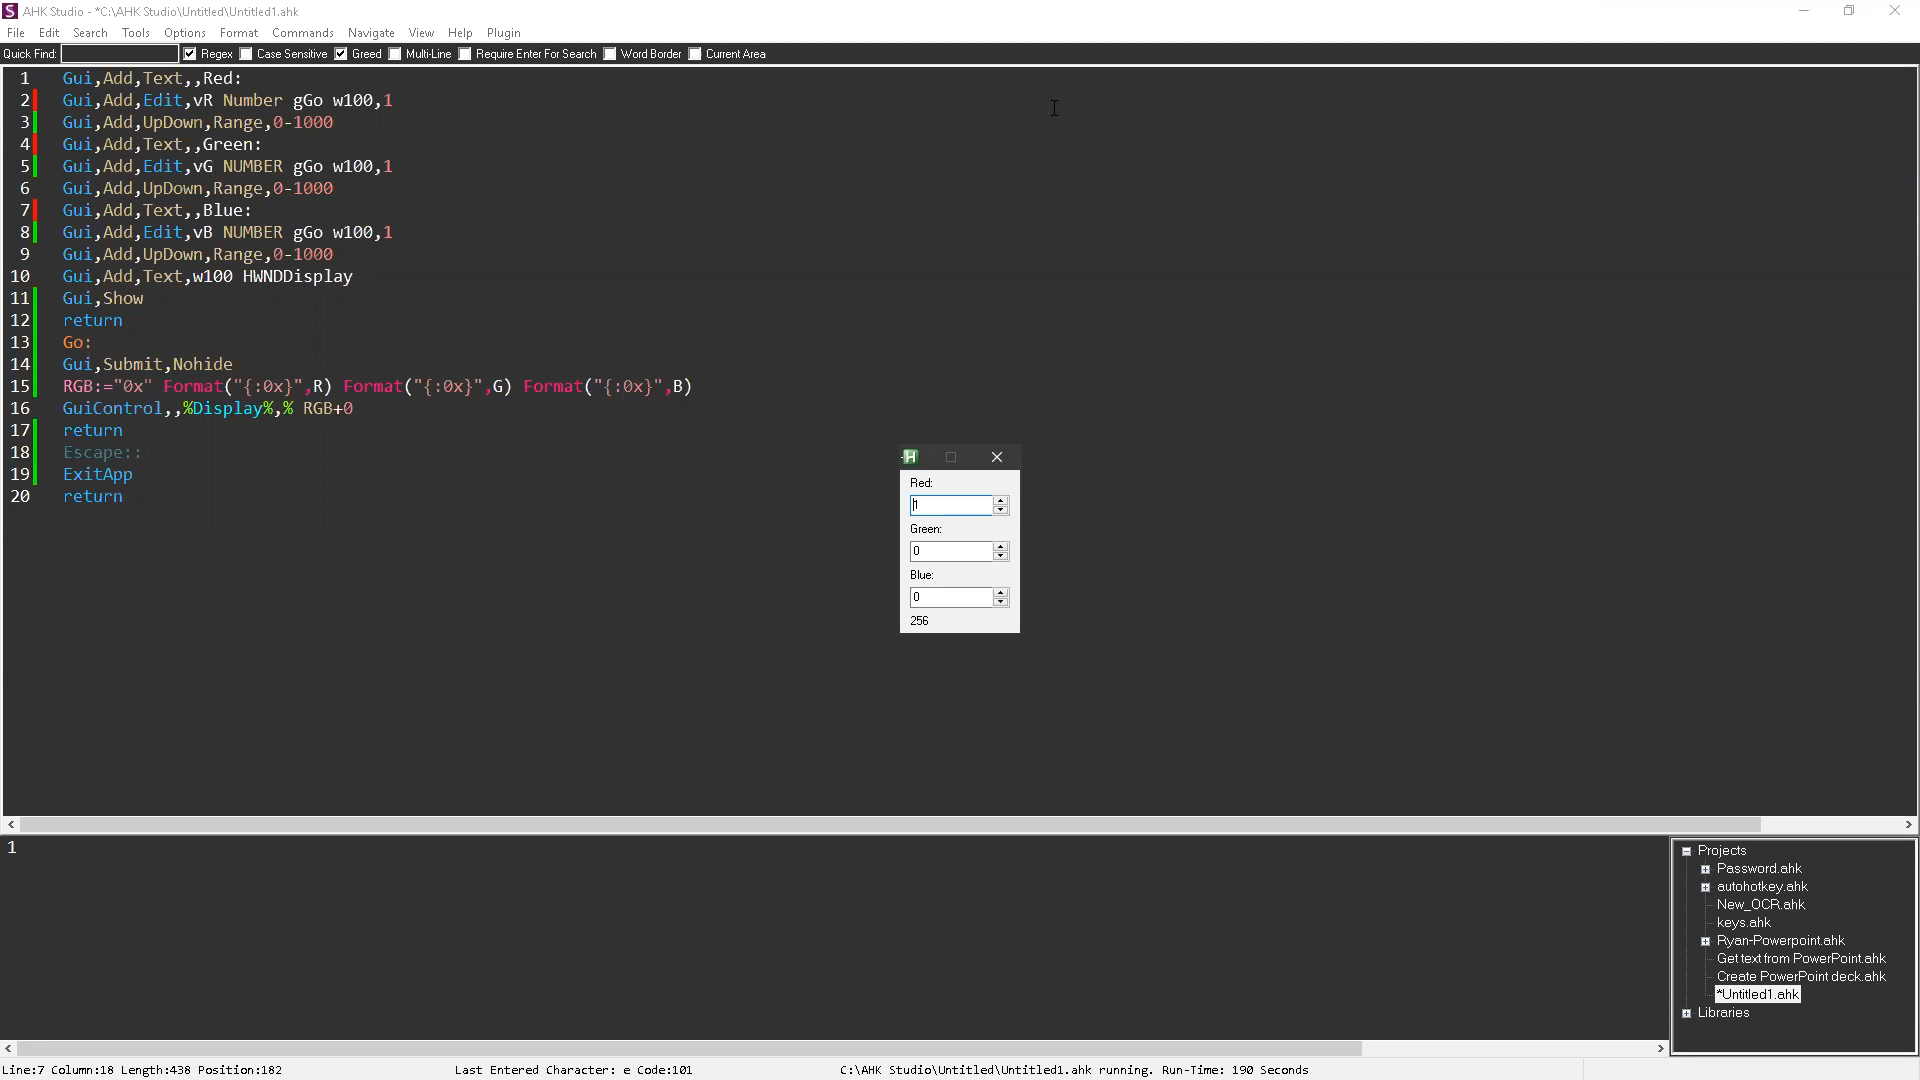 AHK Studio - *C:\AHK Studio\Untitled\Untitled1.ahk
File Edit Search Tools Options Format Commands Navigate View Help Plugin
Quick Find: Regex Case Sensitive Greed Multi-Line Require Enter For Search Word Border Current Area
1 Gui,Add,Text,,Red:
2 Gui,Add,Edit,vR Number gGo w100,1
3 Gui,Add,UpDown,Range,0-1000
4 Gui,Add,Text,,Green:
5 Gui,Add,Edit,vG NUMBER gGo w100,1
6 Gui,Add,UpDown,Range,0-1000
7 Gui,Add,Text,,Blue:
8 Gui,Add,Edit,vB NUMBER gGo w100,1
9 Gui,Add,UpDown,Range,0-1000
10 Gui,Add,Text,w100 HWNDDisplay
11 Gui,Show
12 return
13 Go:
14 Gui,Submit,Nohide
15 RGB:="0x" Format("{:0x}",R) Format("{:0x}",G) Format("{:0x}",B)
16 GuiControl,,%Display%,% RGB+0
17 return
18 Escape::
19 ExitApp
20 return
H
Red:
1
Green:
0
Blue:
0
256
1
Projects
Password.ahk
autohotkey.ahk
New_OCR.ahk
keys.ahk
Ryan-Powerpoint.ahk
Get text from PowerPoint.ahk
Create PowerPoint deck.ahk
*Untitled1.ahk
Libraries
Line:7 Column:18 Length:438 Position:182 Last Entered Character: e Code:101 C:\AHK Studio\Untitled\Untitled1.ahk running. Run-Time: 190 Seconds